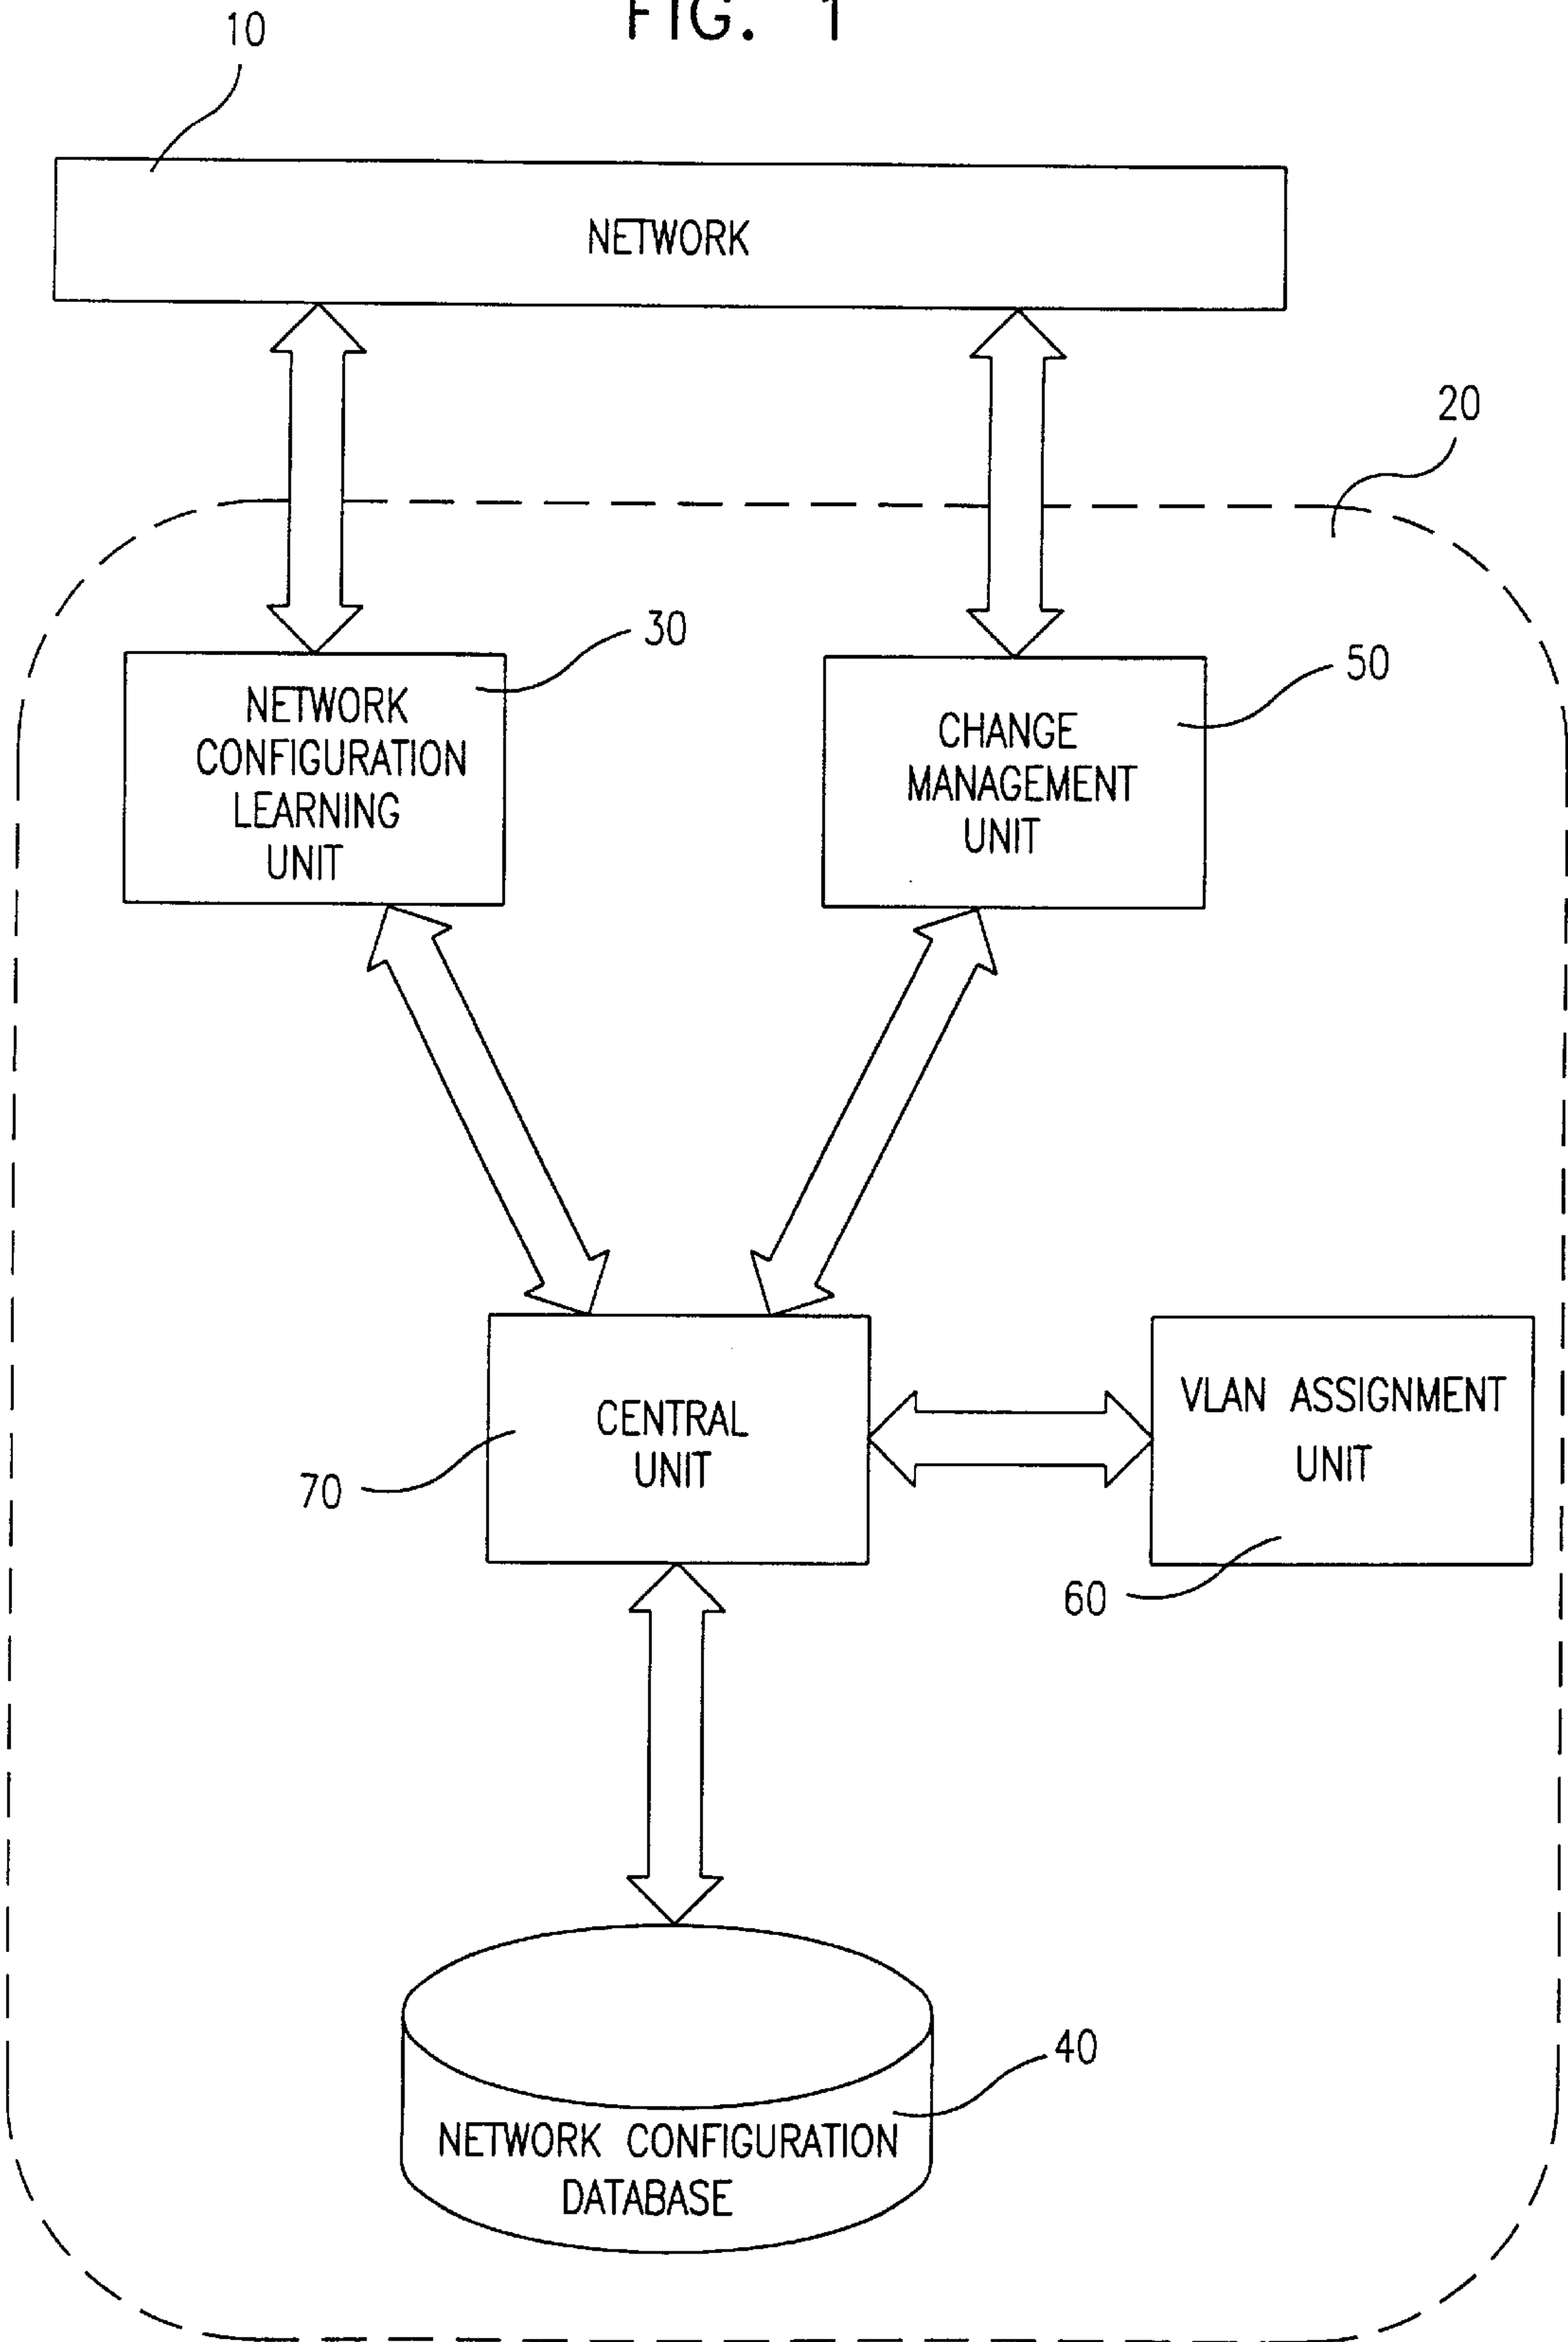 FIG. 1
10
NETWORK
20
30
NETWORK
CONFIGURATION
LEARNING
UNIT
50
CHANGE
MANAGEMENT
UNIT
CENTRAL
UNIT
70
VLAN ASSIGNMENT
UNIT
60
40
NETWORK CONFIGURATION
DATABASE